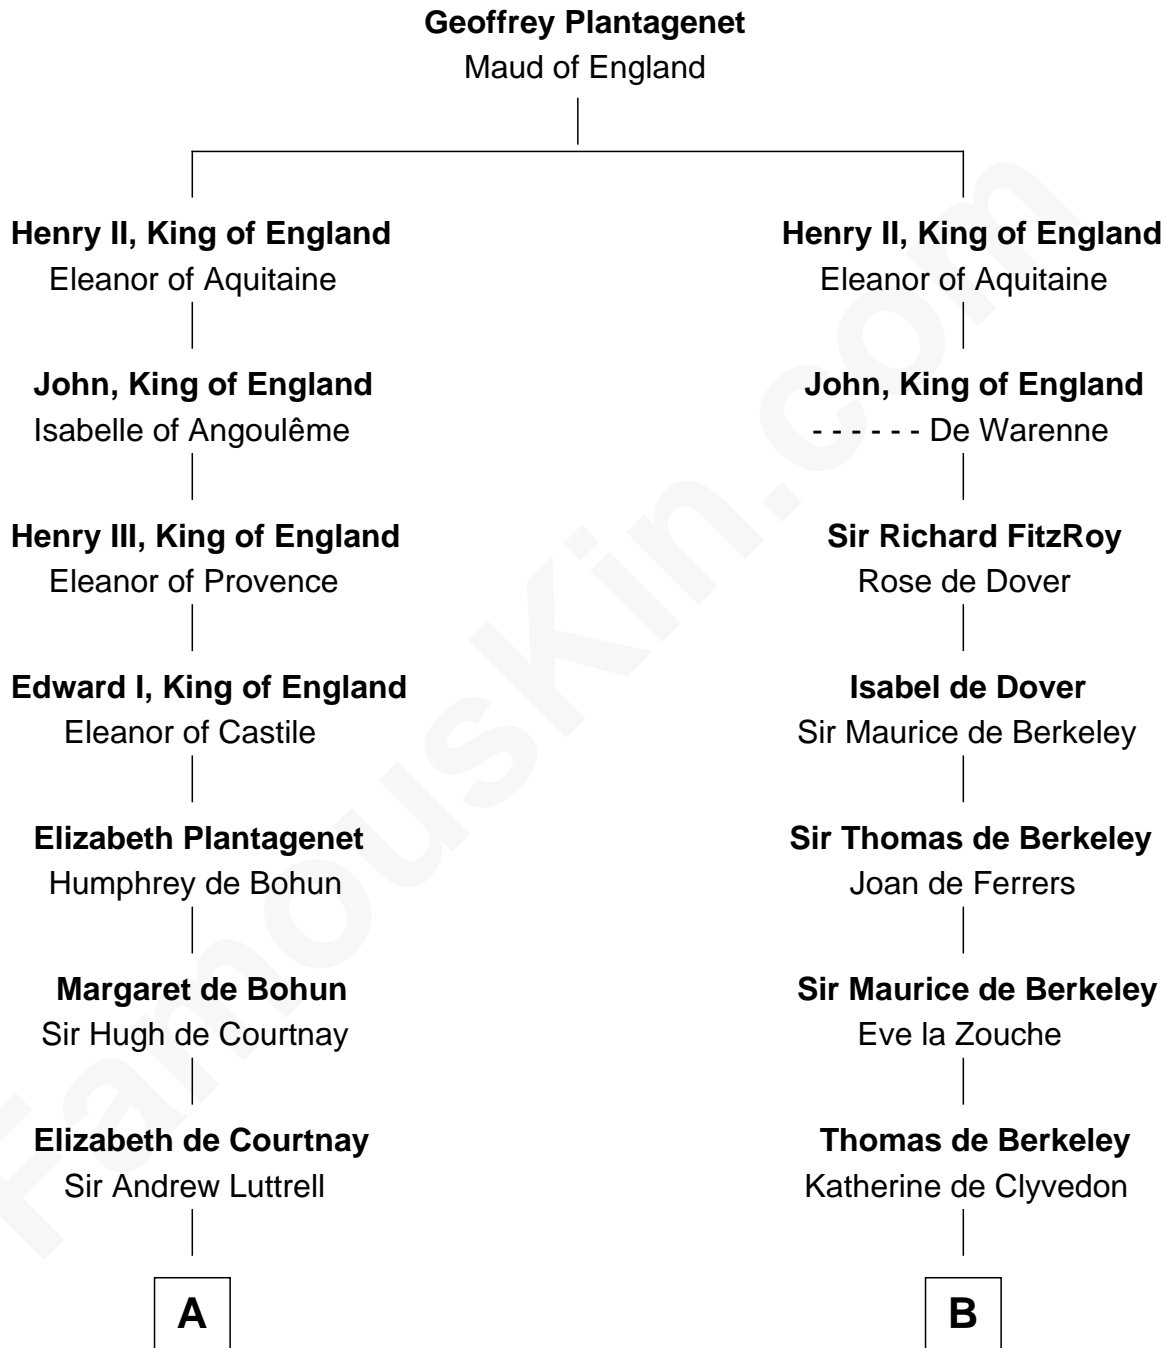 Geoffrey Plantagenet
Maud of England
Henry II, King of England
Eleanor of Aquitaine
Henry II, King of England
Eleanor of Aquitaine
John, King of England
Isabelle of Angoulême
John, King of England
- - - - - - De Warenne
Henry III, King of England
Eleanor of Provence
Sir Richard FitzRoy
Rose de Dover
Edward I, King of England
Eleanor of Castile
Isabel de Dover
Sir Maurice de Berkeley
Elizabeth Plantagenet
Humphrey de Bohun
Sir Thomas de Berkeley
Joan de Ferrers
Margaret de Bohun
Sir Hugh de Courtnay
Sir Maurice de Berkeley
Eve la Zouche
Elizabeth de Courtnay
Sir Andrew Luttrell
Thomas de Berkeley
Katherine de Clyvedon
A
B
FamousKin.com